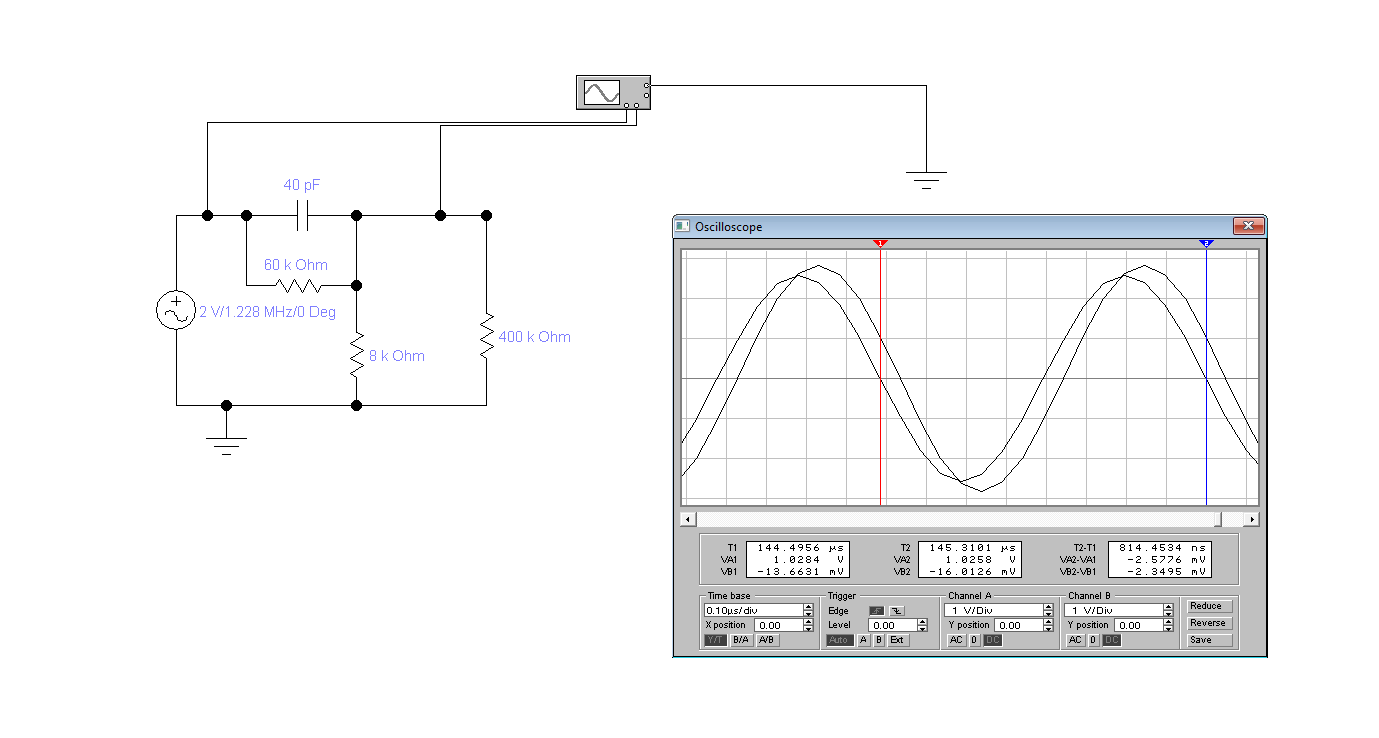 40 pF
60 k Ohm
2 V/1.228 MHz/0 Deg
400 k Ohm
8 k Ohm
Oscilloscope
1 2
T1 144.4956 µs T2 145.3101 µs T2-T1 814.4534 ns
VA1 1.0284 V VA2 1.0258 V VA2-VA1 -2.5776 mV
VB1 -13.6631 mV VB2 -16.0126 mV VB2-VB1 -2.3495 mV
Time base Trigger Channel A Channel B
0.10µs/div Edge 1 V/Div 1 V/Div Reduce
X position 0.00 Level 0.00 Y position 0.00 Y position 0.00 Reverse
Y/T B/A A/B Auto A B Ext AC 0 DC AC 0 DC Save